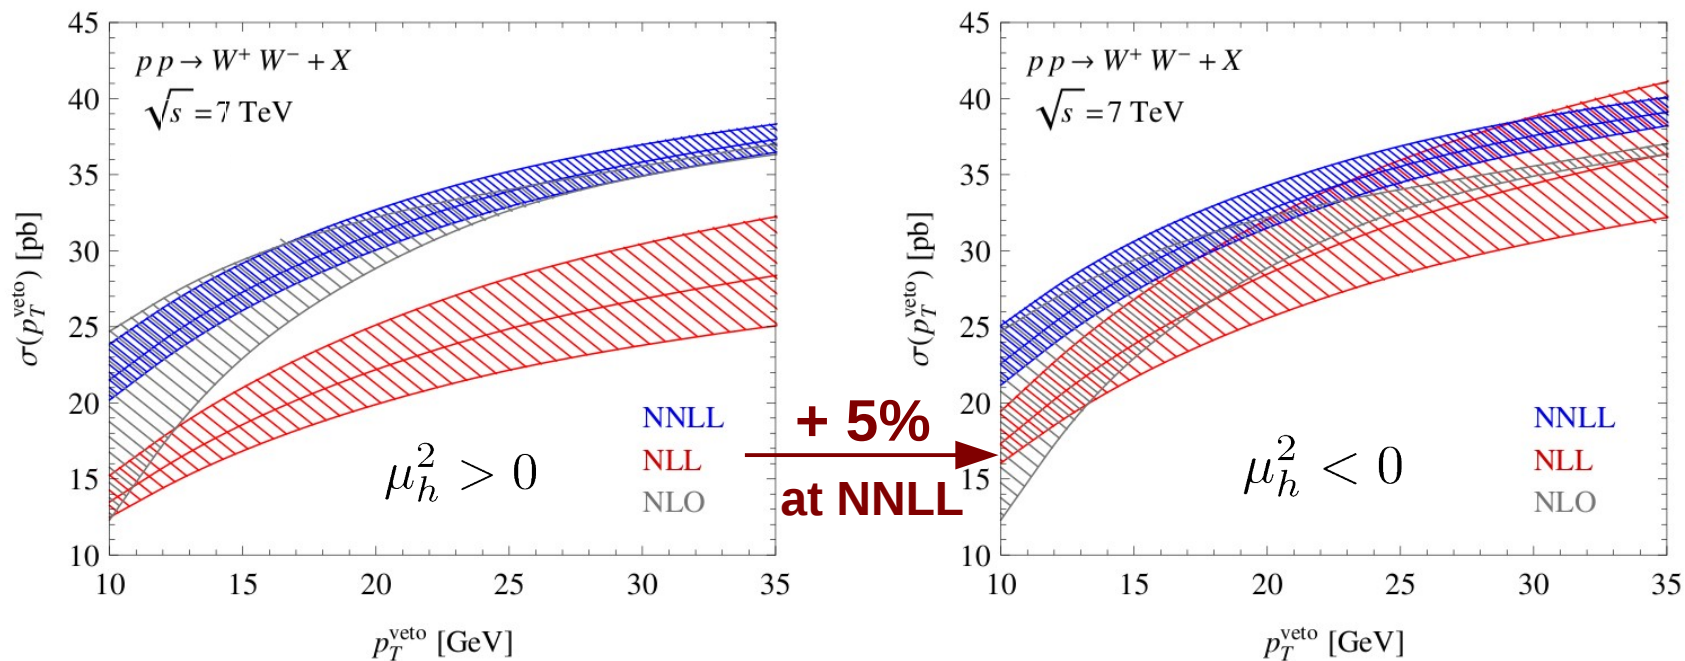 45
40
35
30
25
20
15
10
σ(p_T^veto) [pb]
p p → W⁺ W⁻ + X
√s = 7 TeV
NNLL
NLL
NLO
μ_h² > 0
10 15 20 25 30 35
p_T^veto [GeV]
+ 5%
at NNLL
45
40
35
30
25
20
15
10
σ(p_T^veto) [pb]
p p → W⁺ W⁻ + X
√s = 7 TeV
NNLL
NLL
NLO
μ_h² < 0
10 15 20 25 30 35
p_T^veto [GeV]